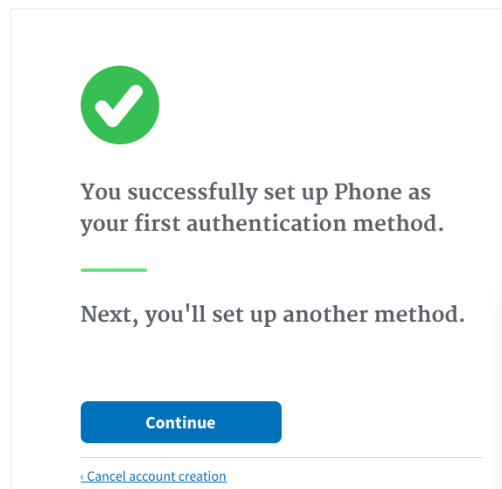 You successfully set up Phone as
your first authentication method.
Next, you'll set up another method.
Continue
‹ Cancel account creation